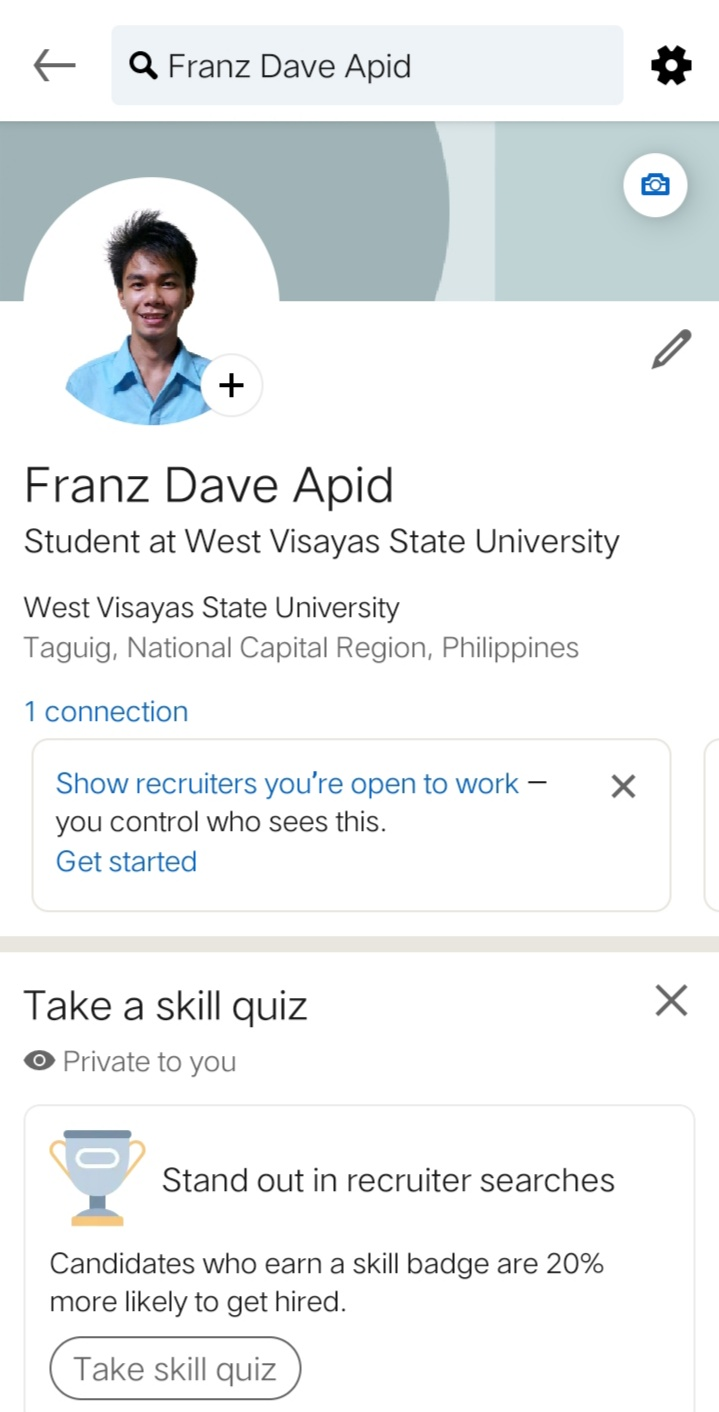 Franz Dave Apid
Franz Dave Apid
Student at West Visayas State University
West Visayas State University
Taguig, National Capital Region, Philippines
1 connection
Show recruiters you're open to work –
you control who sees this.
Get started
Take a skill quiz
Private to you
Stand out in recruiter searches
Candidates who earn a skill badge are 20%
more likely to get hired.
Take skill quiz